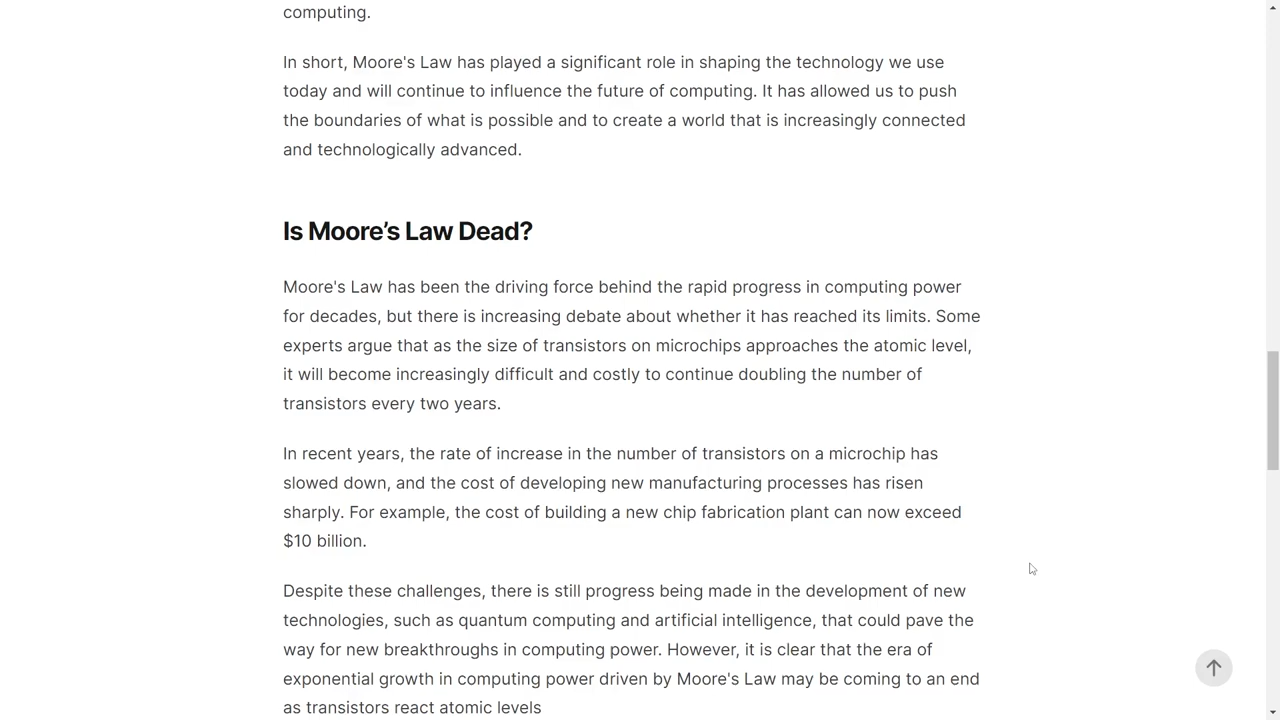 computing.
In short, Moore's Law has played a significant role in shaping the technology we use
today and will continue to influence the future of computing. It has allowed us to push
the boundaries of what is possible and to create a world that is increasingly connected
and technologically advanced.
Is Moore’s Law Dead?
Moore's Law has been the driving force behind the rapid progress in computing power
for decades, but there is increasing debate about whether it has reached its limits. Some
experts argue that as the size of transistors on microchips approaches the atomic level,
it will become increasingly difficult and costly to continue doubling the number of
transistors every two years.
In recent years, the rate of increase in the number of transistors on a microchip has
slowed down, and the cost of developing new manufacturing processes has risen
sharply. For example, the cost of building a new chip fabrication plant can now exceed
$10 billion.
Despite these challenges, there is still progress being made in the development of new
technologies, such as quantum computing and artificial intelligence, that could pave the
way for new breakthroughs in computing power. However, it is clear that the era of
exponential growth in computing power driven by Moore's Law may be coming to an end
as transistors react atomic levels